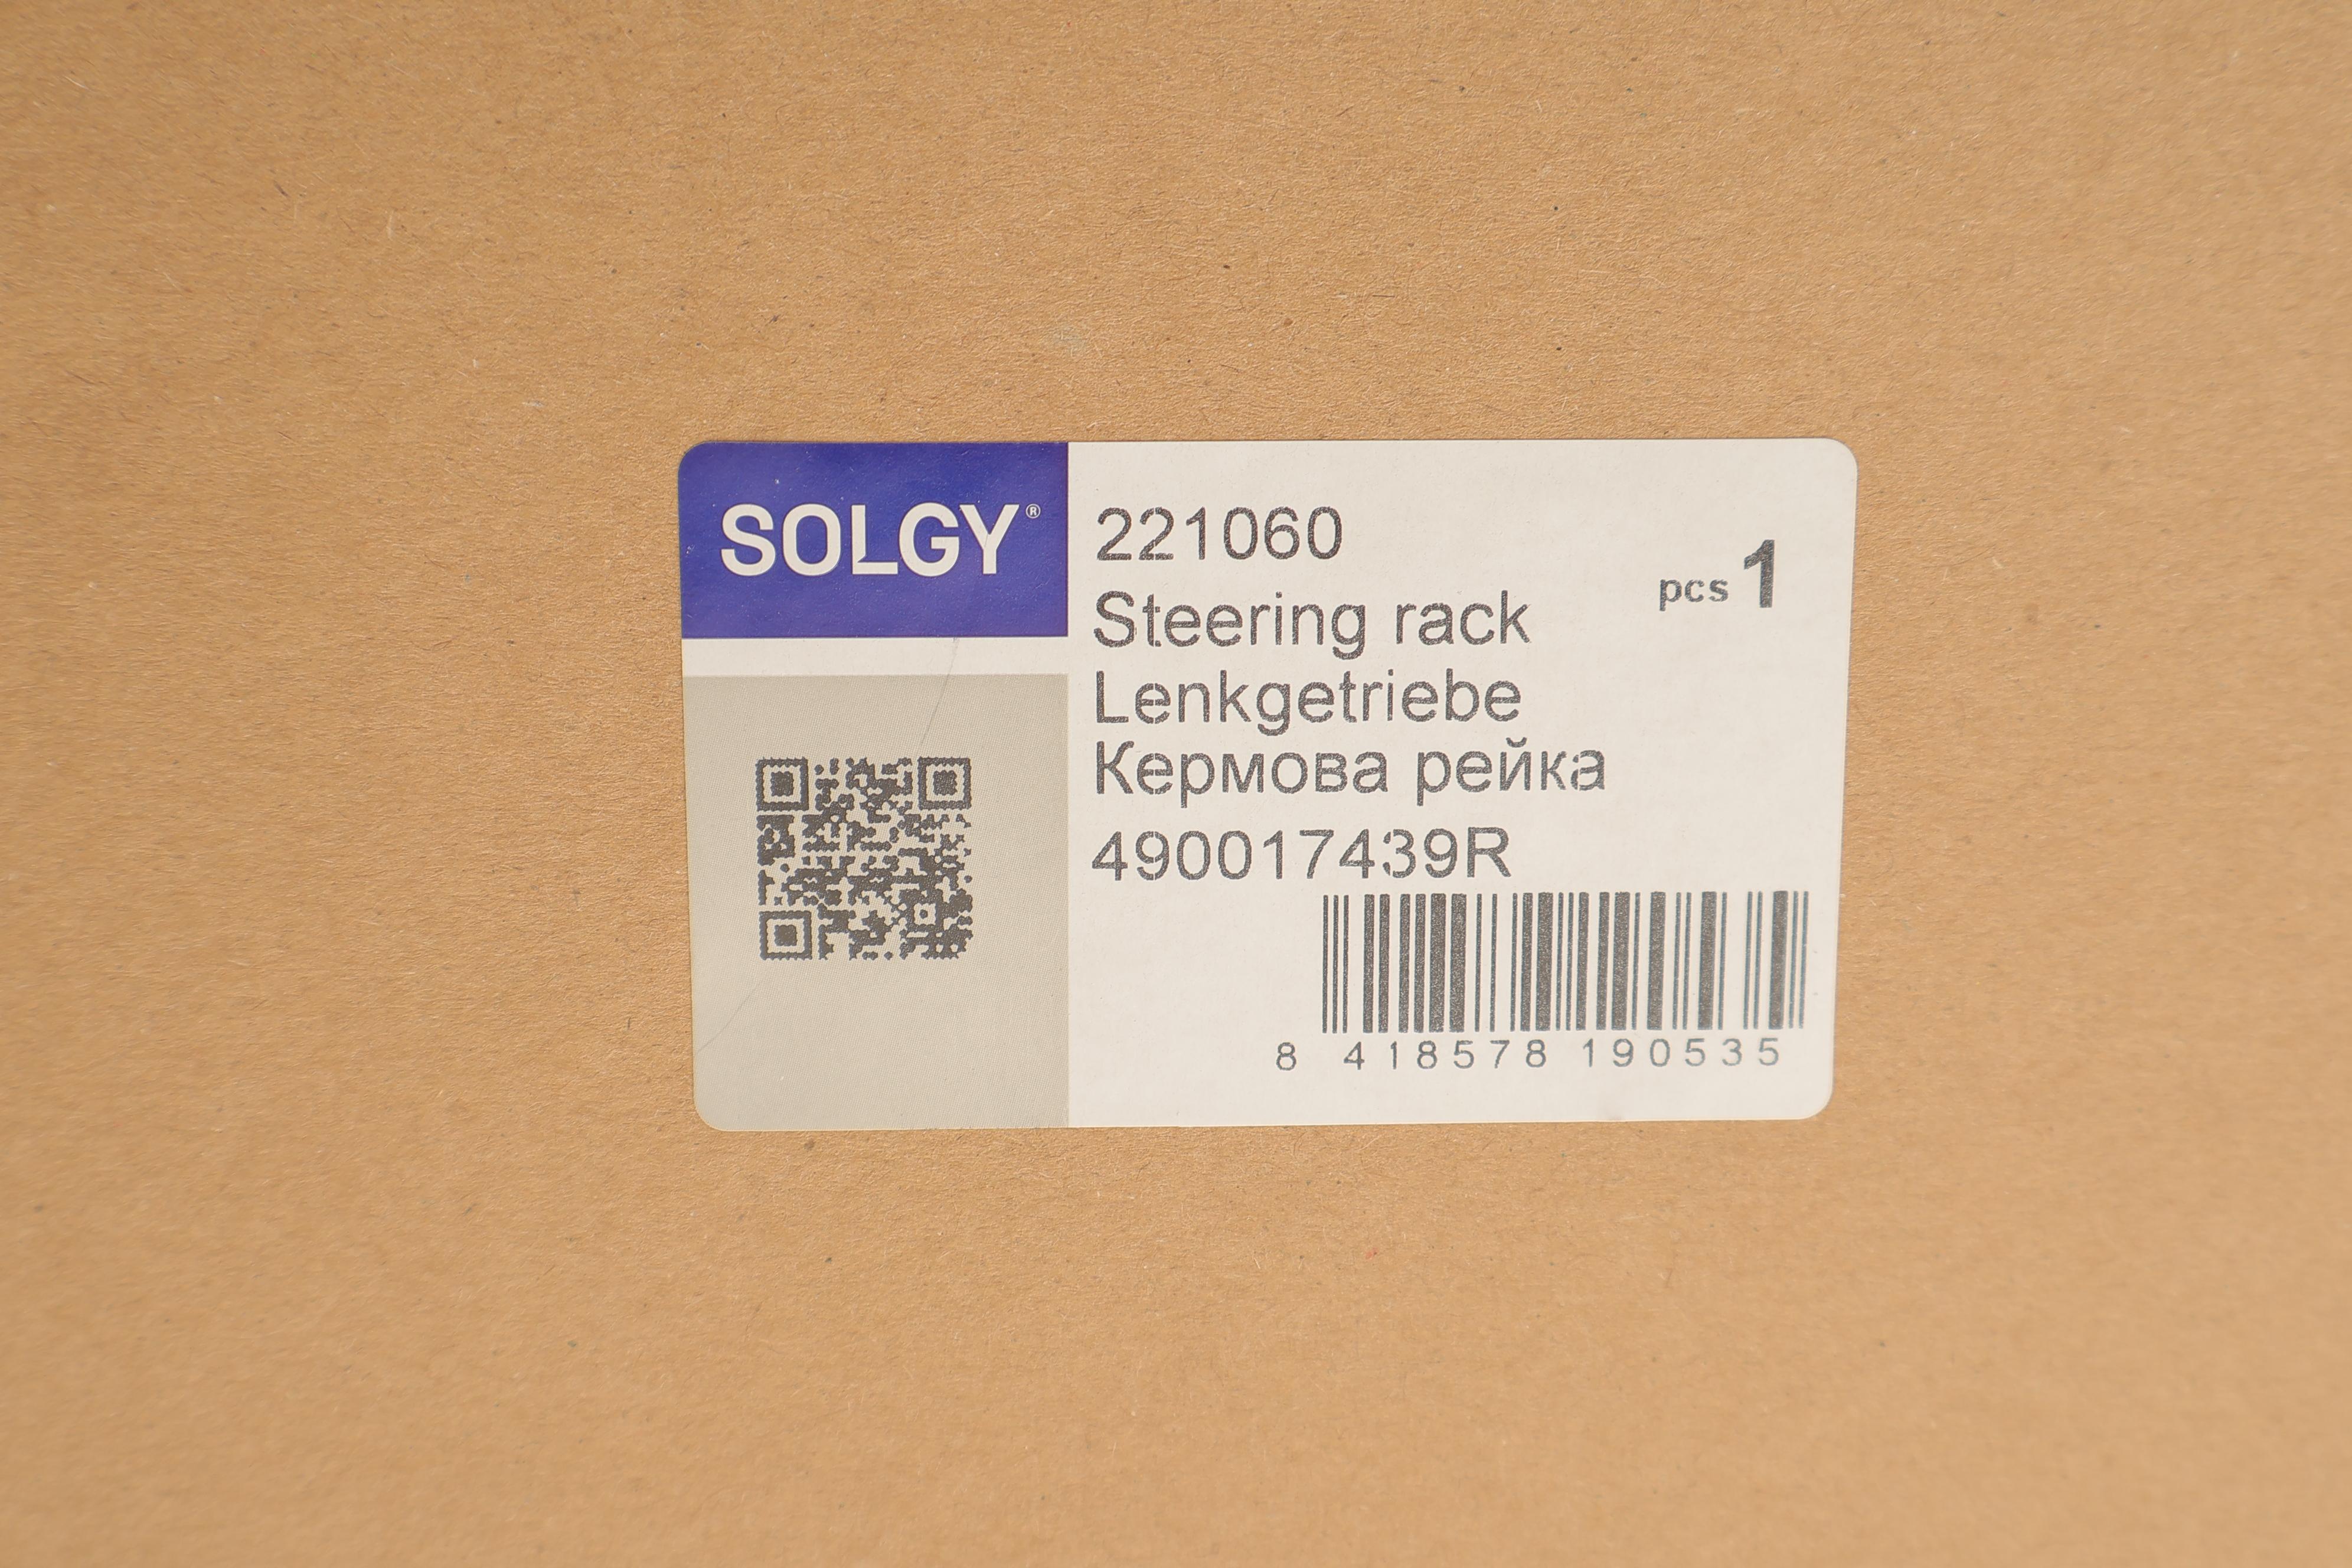 SOLGY®
221060
pcs 1
Steering rack
Lenkgetriebe
Кермова рейка
490017439R
8 418578 190535